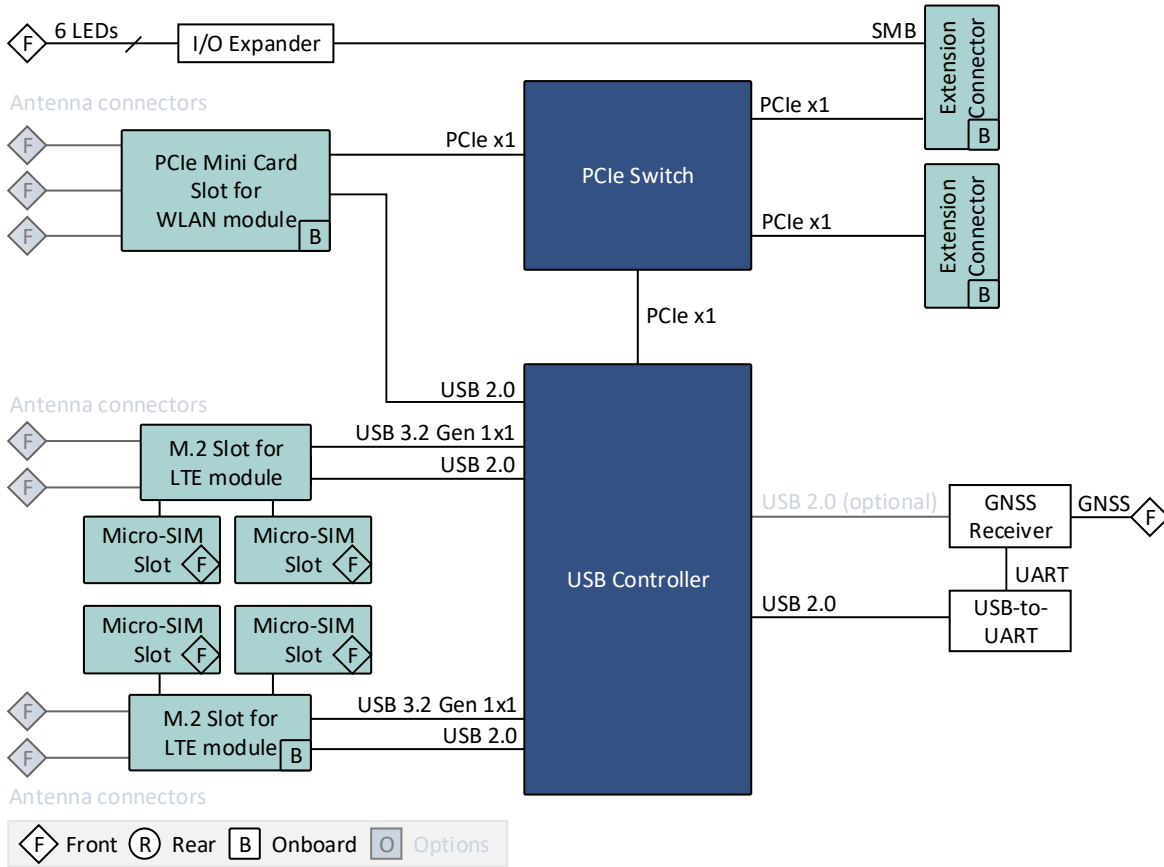 F
6 LEDs
I/O Expander
SMB
Extension
Connector
B
Antenna connectors
F
F
F
PCIe Mini Card
Slot for
WLAN module
B
PCIe x1
PCIe Switch
PCIe x1
PCIe x1
Extension
Connector
B
PCIe x1
USB 2.0
Antenna connectors
F
F
M.2 Slot for
LTE module
USB 3.2 Gen 1x1
USB 2.0
Micro-SIM
Slot
F
Micro-SIM
Slot
F
USB Controller
USB 2.0 (optional)
GNSS
Receiver
GNSS
F
UART
USB 2.0
USB-to-
UART
Micro-SIM
Slot
F
Micro-SIM
Slot
F
F
F
M.2 Slot for
LTE module
B
USB 3.2 Gen 1x1
USB 2.0
Antenna connectors
F Front R Rear B Onboard O Options